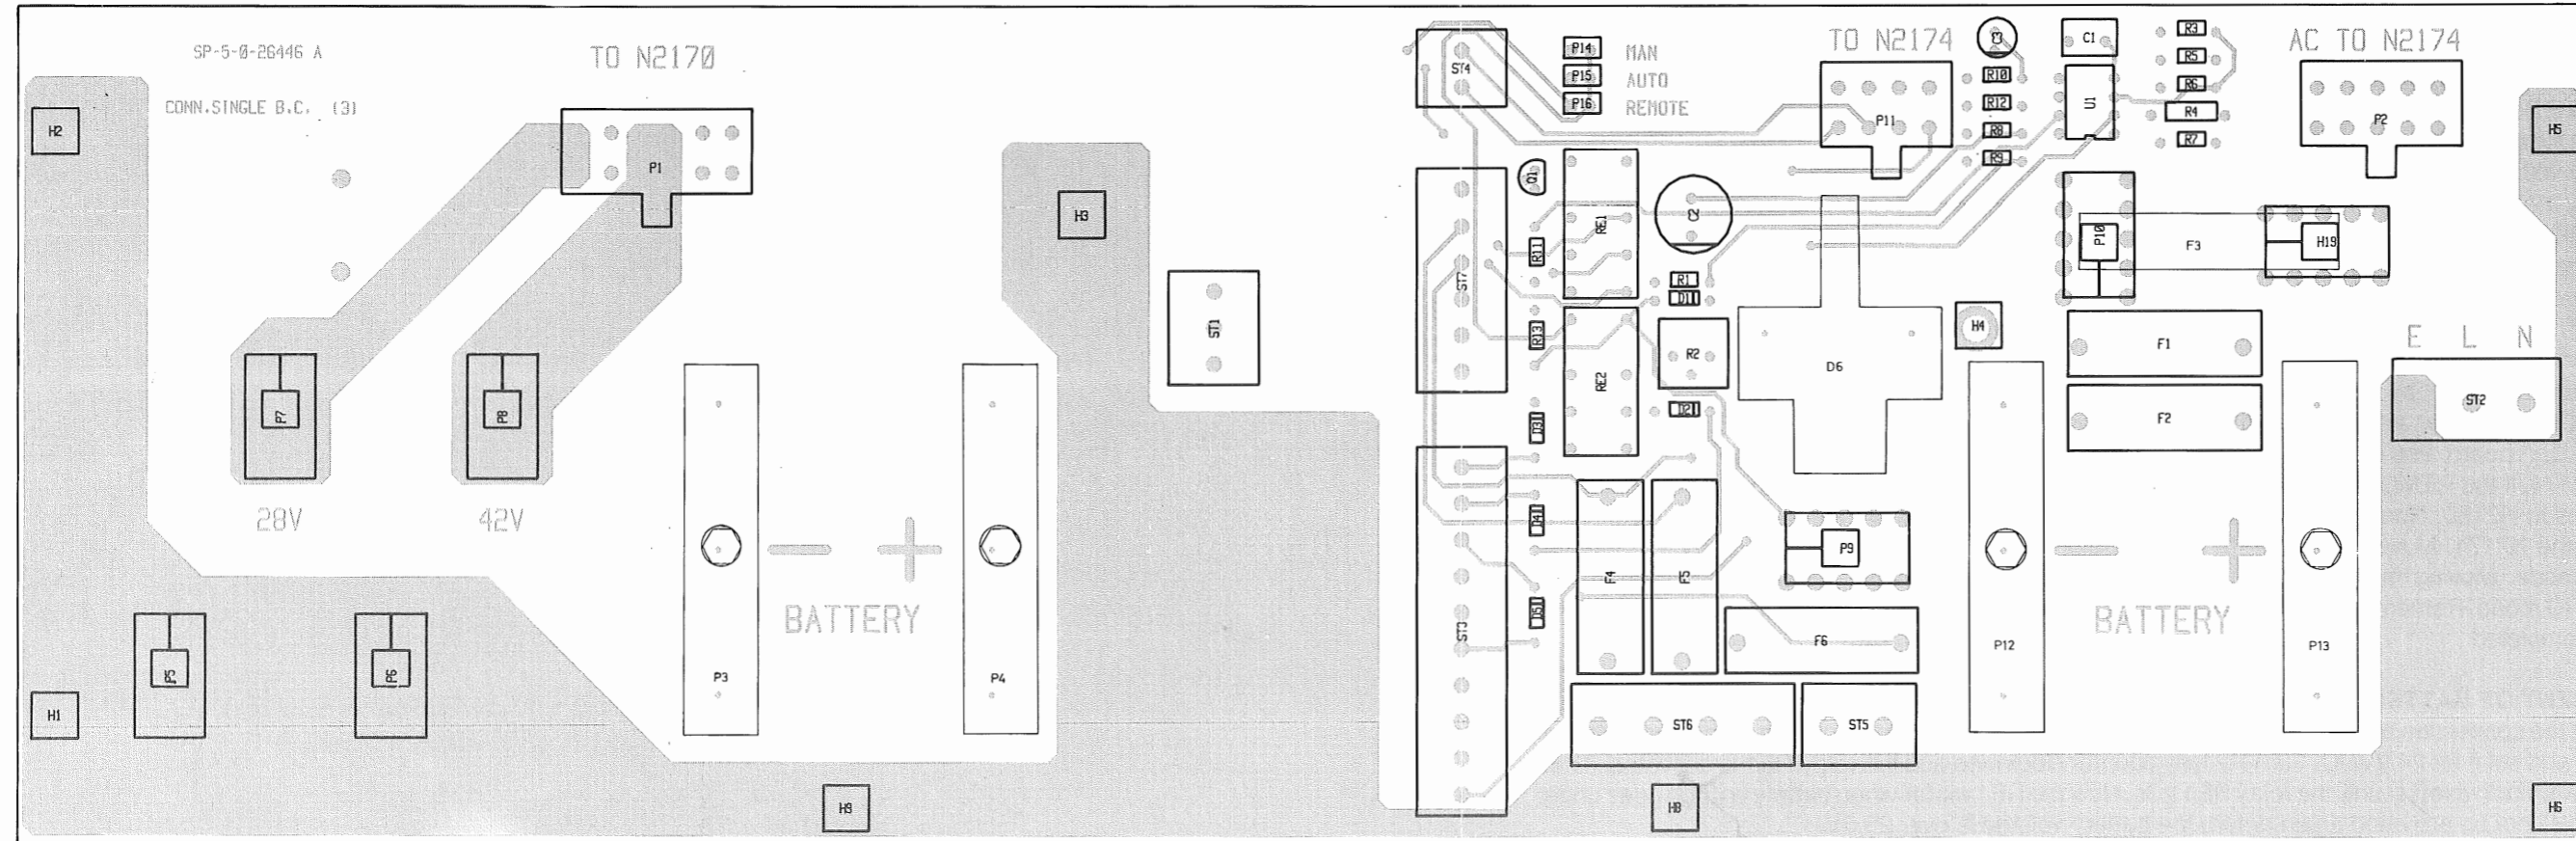 SP-5-0-26446 A
TO N2170
CONN.SINGLE B.C. (3)
H2
P1
H3
ST1
P7
P8
28V
42V
BATTERY
P5
P6
P3
P4
H1
H9
ST4
P14 MAN
P15 AUTO
P16 REMOTE
TO N2174
C3
C1
R3
AC TO N2174
R5
R10
R6
R12
U1
R4
P11
P2
R8
R7
H5
R9
Q1
RE1
C2
ST7
R11
P10
F3
H19
R1
D1
R13
R2
H4
F1
E L N
RE2
D6
D2
F2
ST2
D3
D4
F4
F5
P9
D5
ST3
BATTERY
F6
P12
P13
ST6
ST5
H8
H6